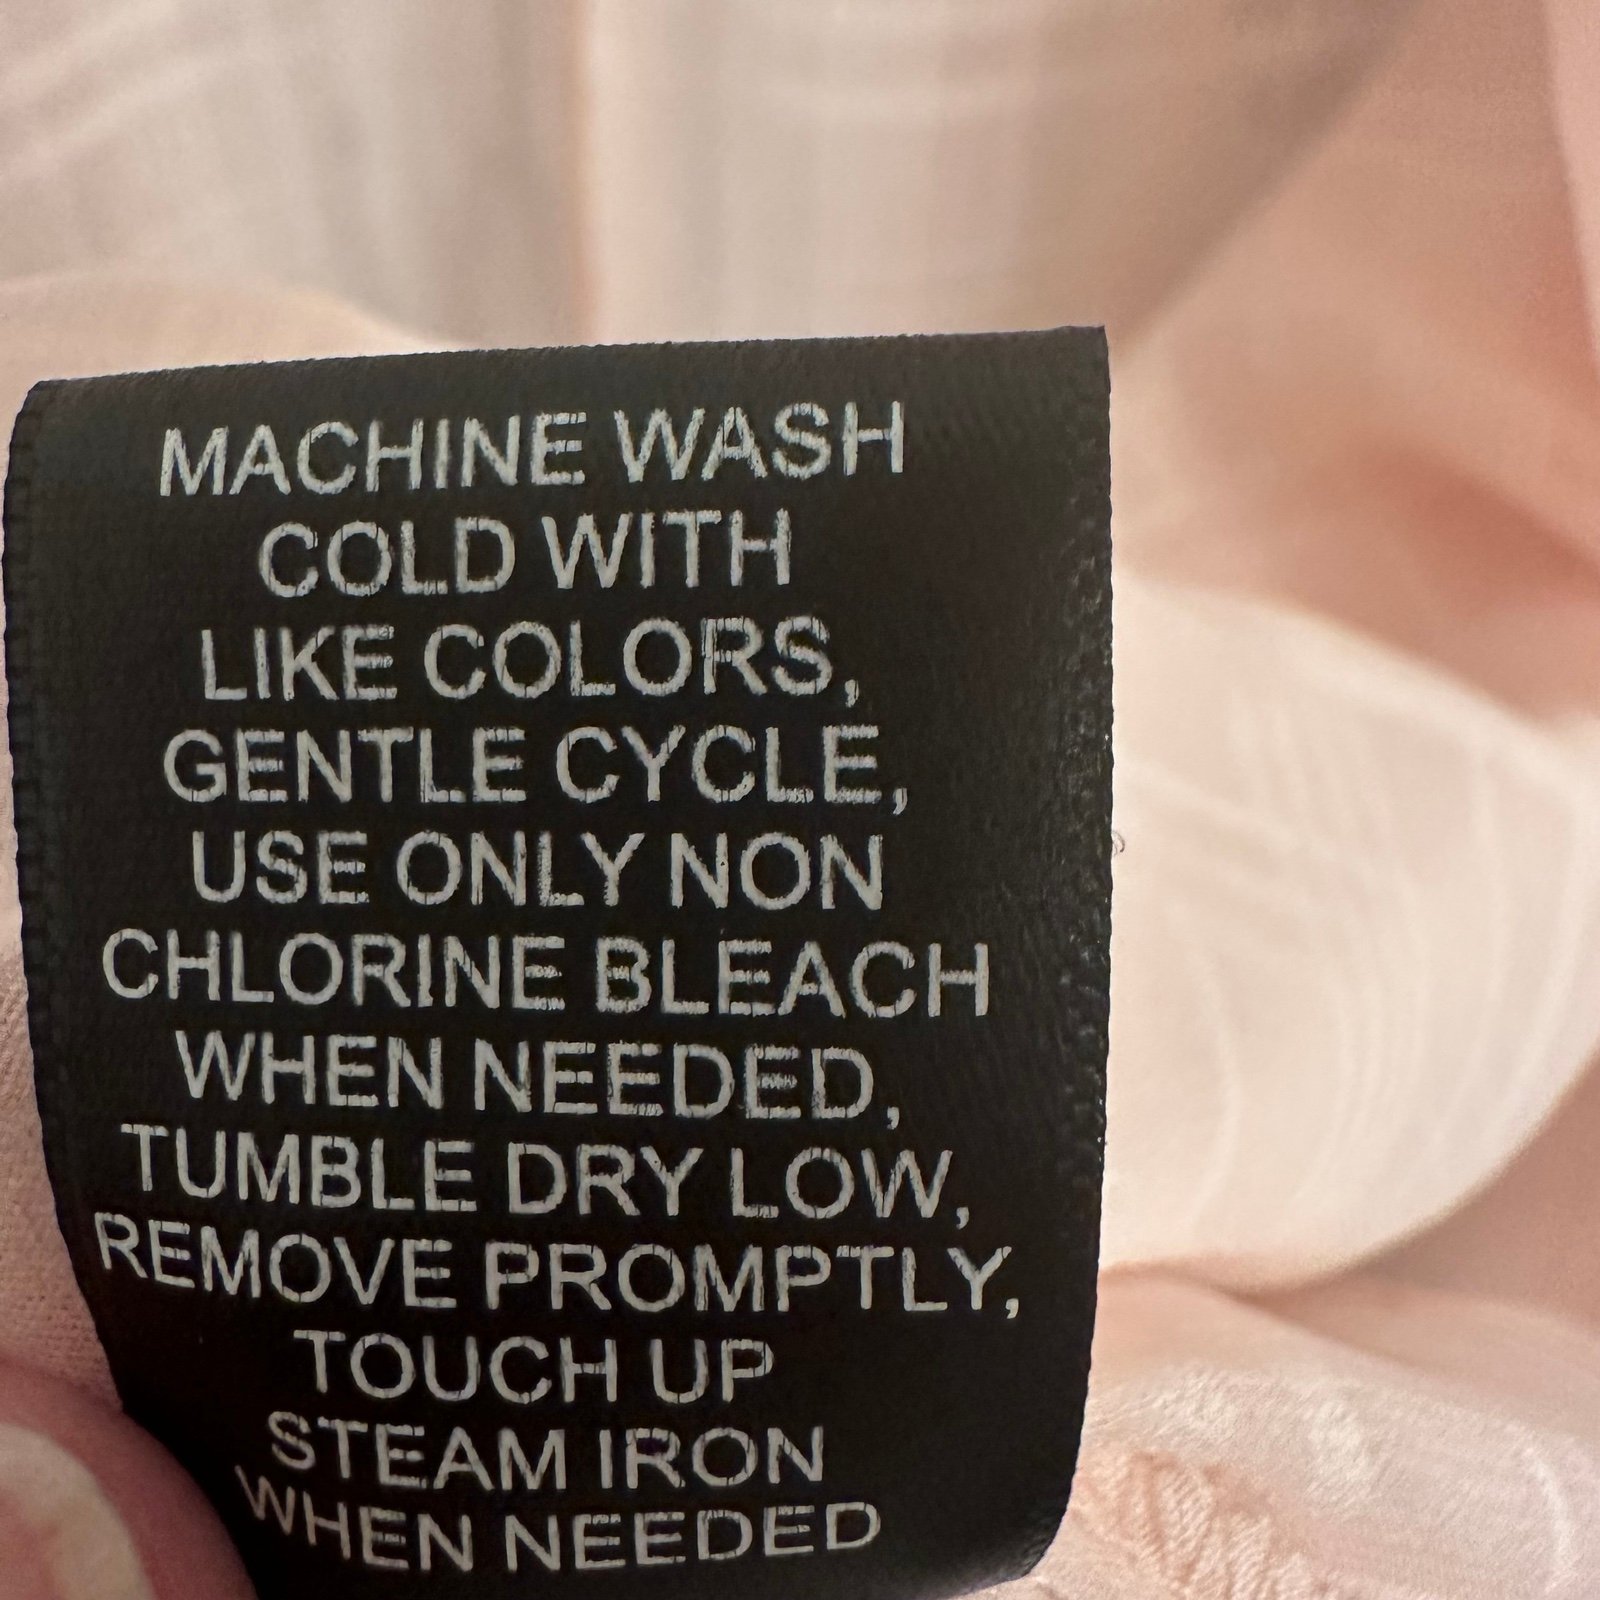 MACHINE WASH
COLD WITH
LIKE COLORS,
GENTLE CYCLE,
USE ONLY NON
CHLORINE BLEACH
WHEN NEEDED,
TUMBLE DRY LOW,
REMOVE PROMPTLY,
TOUCH UP
STEAM IRON
WHEN NEEDED